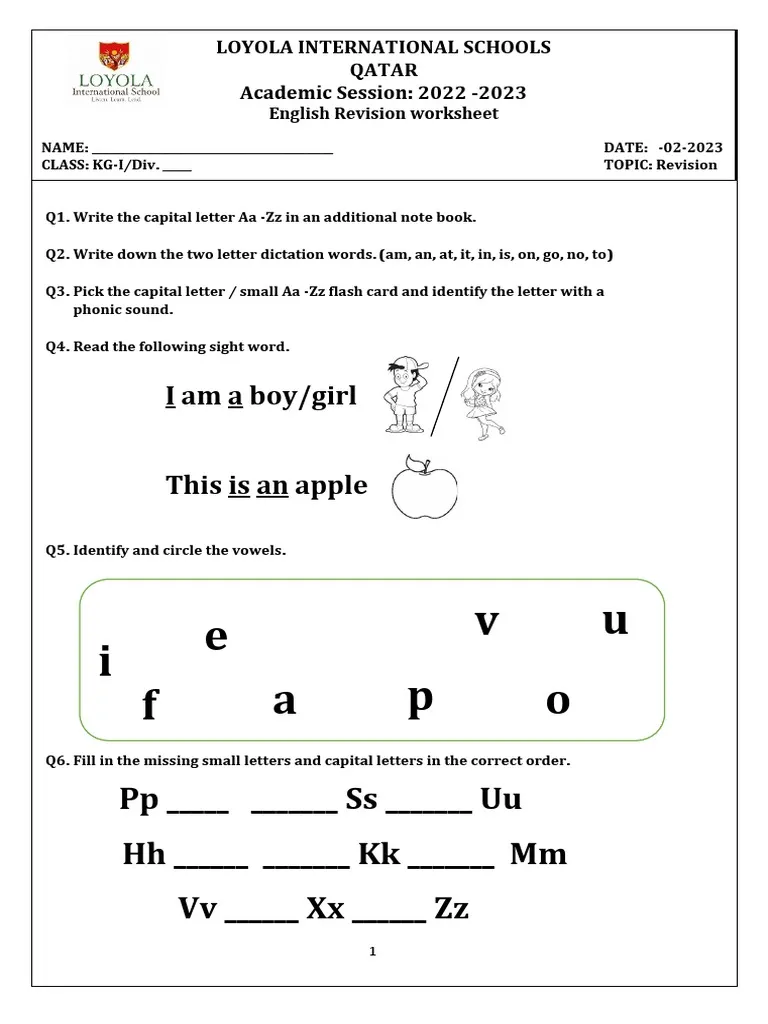 LOYOLA
International School
Listen. Learn. Lead.
LOYOLA INTERNATIONAL SCHOOLS
QATAR
Academic Session: 2022 -2023
English Revision worksheet
NAME: ___________________________________ DATE: -02-2023
CLASS: KG-I/Div. _____ TOPIC: Revision
Q1. Write the capital letter Aa -Zz in an additional note book.
Q2. Write down the two letter dictation words. (am, an, at, it, in, is, on, go, no, to)
Q3. Pick the capital letter / small Aa -Zz flash card and identify the letter with a
phonic sound.
Q4. Read the following sight word.
I am a boy/girl /
This is an apple
Q5. Identify and circle the vowels.
i e v u
f a p o
Q6. Fill in the missing small letters and capital letters in the correct order.
Pp _____ _______ Ss _______ Uu
Hh ______ _______ Kk _______ Mm
Vv ______ Xx ______ Zz
1